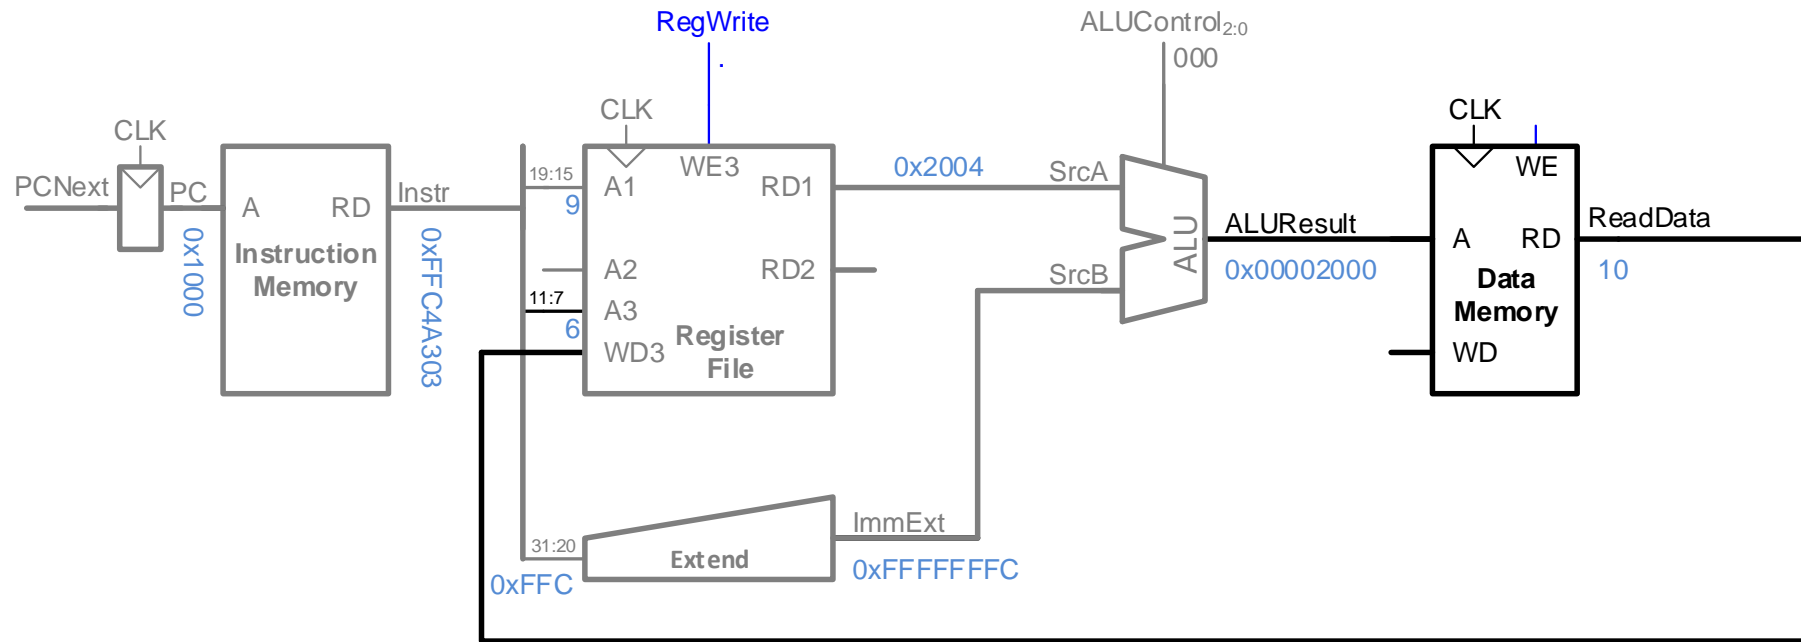 RegWrite
.
ALUControl2:0
000
CLK
PCNext
PC
0x1000
A
RD
Instruction
Memory
Instr
0xFFC4A303
CLK
WE3
19:15
9
A1
RD1
A2
RD2
11:7
6
A3
WD3
Register
File
0x2004
SrcA
SrcB
ALU
ALUResult
0x00002000
CLK
WE
A
RD
Data
Memory
WD
ReadData
10
31:20
0xFFC
Extend
ImmExt
0xFFFFFFFC